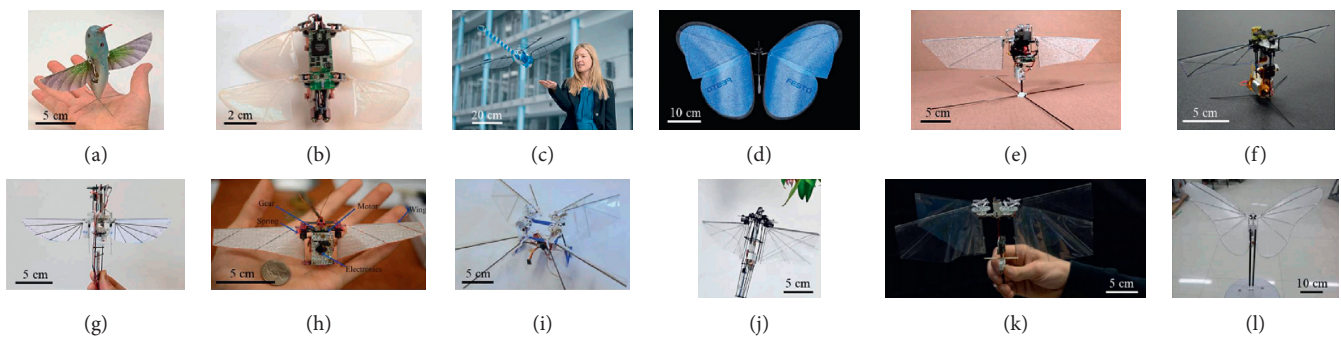 5 cm
2 cm
20 cm
10 cm
FESTO
FESTO
5 cm
5 cm
(a)
(b)
(c)
(d)
(e)
(f)
Gear
Motor
Wing
Spring
Electronics
5 cm
5 cm
5 cm
5 cm
5 cm
10 cm
(g)
(h)
(i)
(j)
(k)
(l)